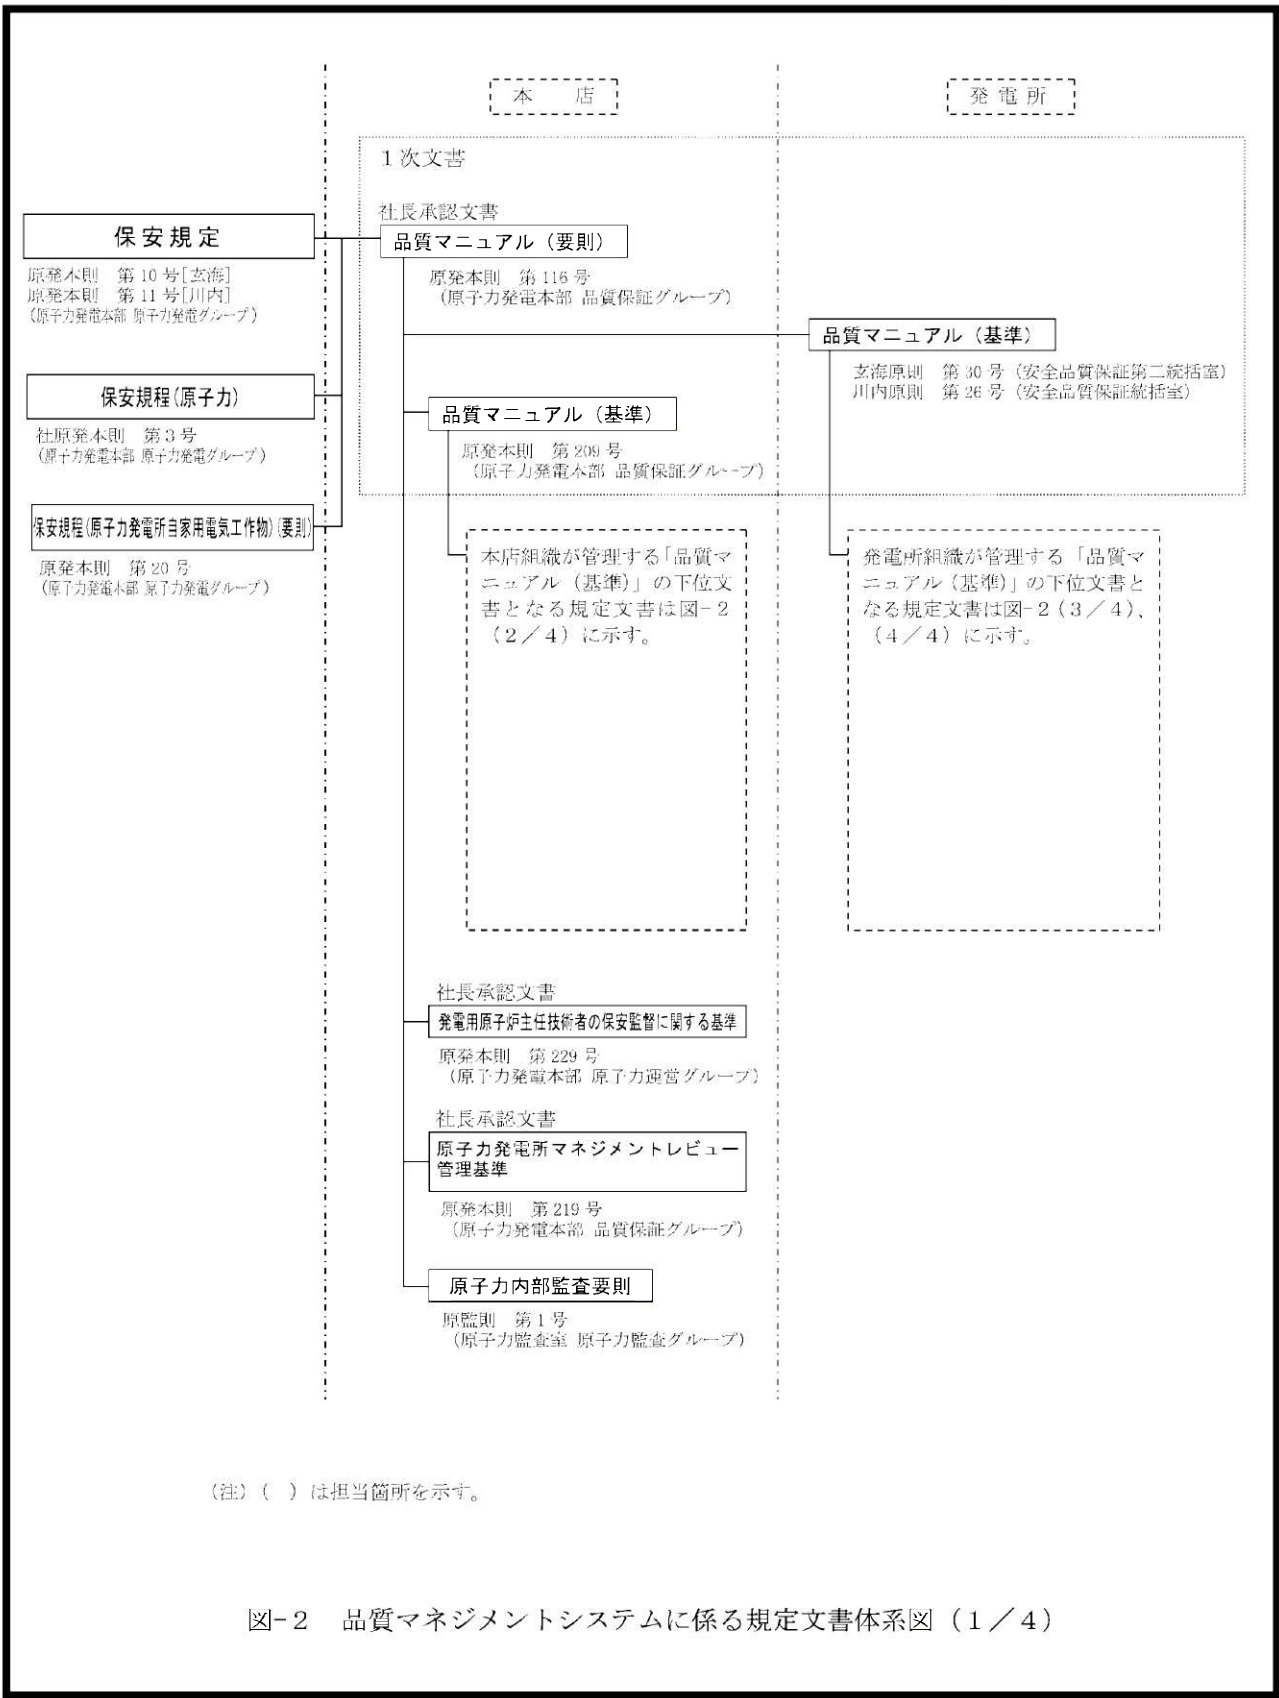 本　店
発 電 所
１次文書
保安規定
原発本則　第 10 号[玄海]
原発本則　第 11 号[川内]
（原子力発電本部 原子力発電グループ）
保安規程(原子力)
社原発本則　第３号
（原子力発電本部 原子力発電グループ）
保安規程(原子力発電所自家用電気工作物)(要則)
原発本則　第 20 号
（原子力発電本部 原子力発電グループ）
社長承認文書
品質マニュアル（要則）
原発本則　第 116 号
（原子力発電本部 品質保証グループ）
品質マニュアル（基準）
玄海原則　第 30 号（安全品質保証第二統括室）
川内原則　第 26 号（安全品質保証統括室）
品質マニュアル（基準）
原発本則　第 209 号
（原子力発電本部 品質保証グループ）
本店組織が管理する「品質マ
ニュアル（基準）」の下位文
書となる規定文書は図-２
（２／４）に示す。
発電所組織が管理する「品質マ
ニュアル（基準）」の下位文書と
なる規定文書は図-２（３／４）、
（４／４）に示す。
社長承認文書
発電用原子炉主任技術者の保安監督に関する基準
原発本則　第 229 号
（原子力発電本部 原子力運営グループ）
社長承認文書
原子力発電所マネジメントレビュー
管理基準
原発本則　第 219 号
（原子力発電本部 品質保証グループ）
原子力内部監査要則
原監則　第１号
（原子力監査室 原子力監査グループ）
（注）（　）は担当箇所を示す。
図-２　品質マネジメントシステムに係る規定文書体系図（１／４）